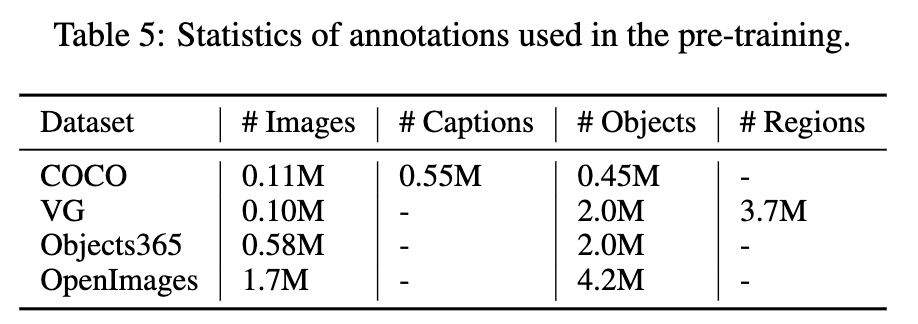 Table 5: Statistics of annotations used in the pre-training.
Dataset # Images # Captions # Objects # Regions
COCO 0.11M 0.55M 0.45M -
VG 0.10M - 2.0M 3.7M
Objects365 0.58M - 2.0M -
OpenImages 1.7M - 4.2M -